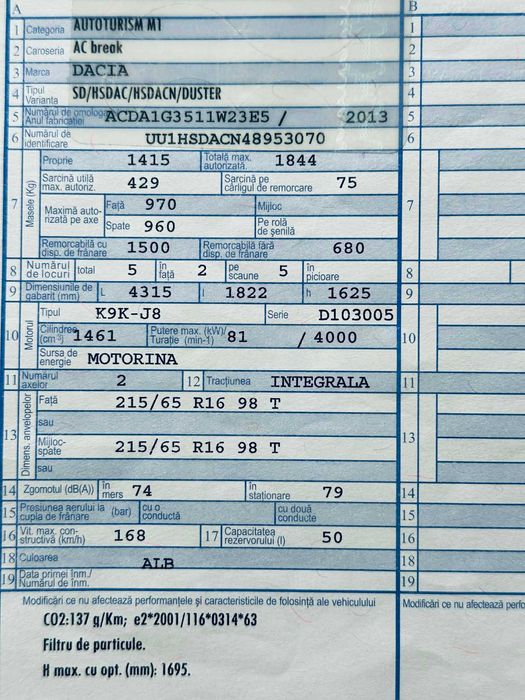 A
B
1 Categoria AUTOTURISM M1
1
2 Caroseria AC break
2
3 Marca DACIA
3
4 Tipul Varianta SD/HSDAC/HSDACN/DUSTER
4
5 Numărul de omologare Anul fabricației ACDA1G3511W23E5 / 2013
5
6 Numărul de identificare UU1HSDACN48953070
6
7 Masele (Kg)
Proprie 1415 Totală max. autorizată. 1844
Sarcină utilă max. autoriz. 429 Sarcină pe cârligul de remorcare 75
Maximă autorizată pe axe Față 970 Mijloc
Spate 960 Pe rolă de șenilă
Remorcabilă cu disp. de frânare 1500 Remorcabilă fără disp. de frânare 680
7
8 Numărul de locuri total 5 în față 2 pe scaune 5 în picioare
8
9 Dimensiunile de gabarit (mm) L 4315 l 1822 h 1625
9
10 Motorul
Tipul K9K-J8 Serie D103005
Cilindree (cm³) 1461 Putere max. (kW)/ Turație (min-1) 81 / 4000
Sursa de energie MOTORINA
10
11 Numărul axelor 2 12 Tracțiunea INTEGRALA
11
13 Dimens. anvelopelor
Față 215/65 R16 98 T
sau
Mijloc-spate 215/65 R16 98 T
sau
13
14 Zgomotul (dB(A)) în mers 74 în staționare 79
14
15 Presiunea aerului la cupla de frânare (bar) cu o conductă cu două conducte
15
16 Vit. max. constructivă (km/h) 168 17 Capacitatea rezervorului (l) 50
16
18 Culoarea ALB
18
19 Data primei înm./ Numărul de înm.
19
Modificări ce nu afectează performanțele și caracteristicile de folosință ale vehiculului
Modificări ce nu afectează
CO2:137 g/Km; e2*2001/116*0314*63
Filtru de particule.
H max. cu opt. (mm): 1695.